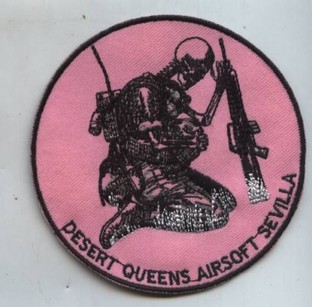 DESERT QUEENS AIRSOFT SEVILLA